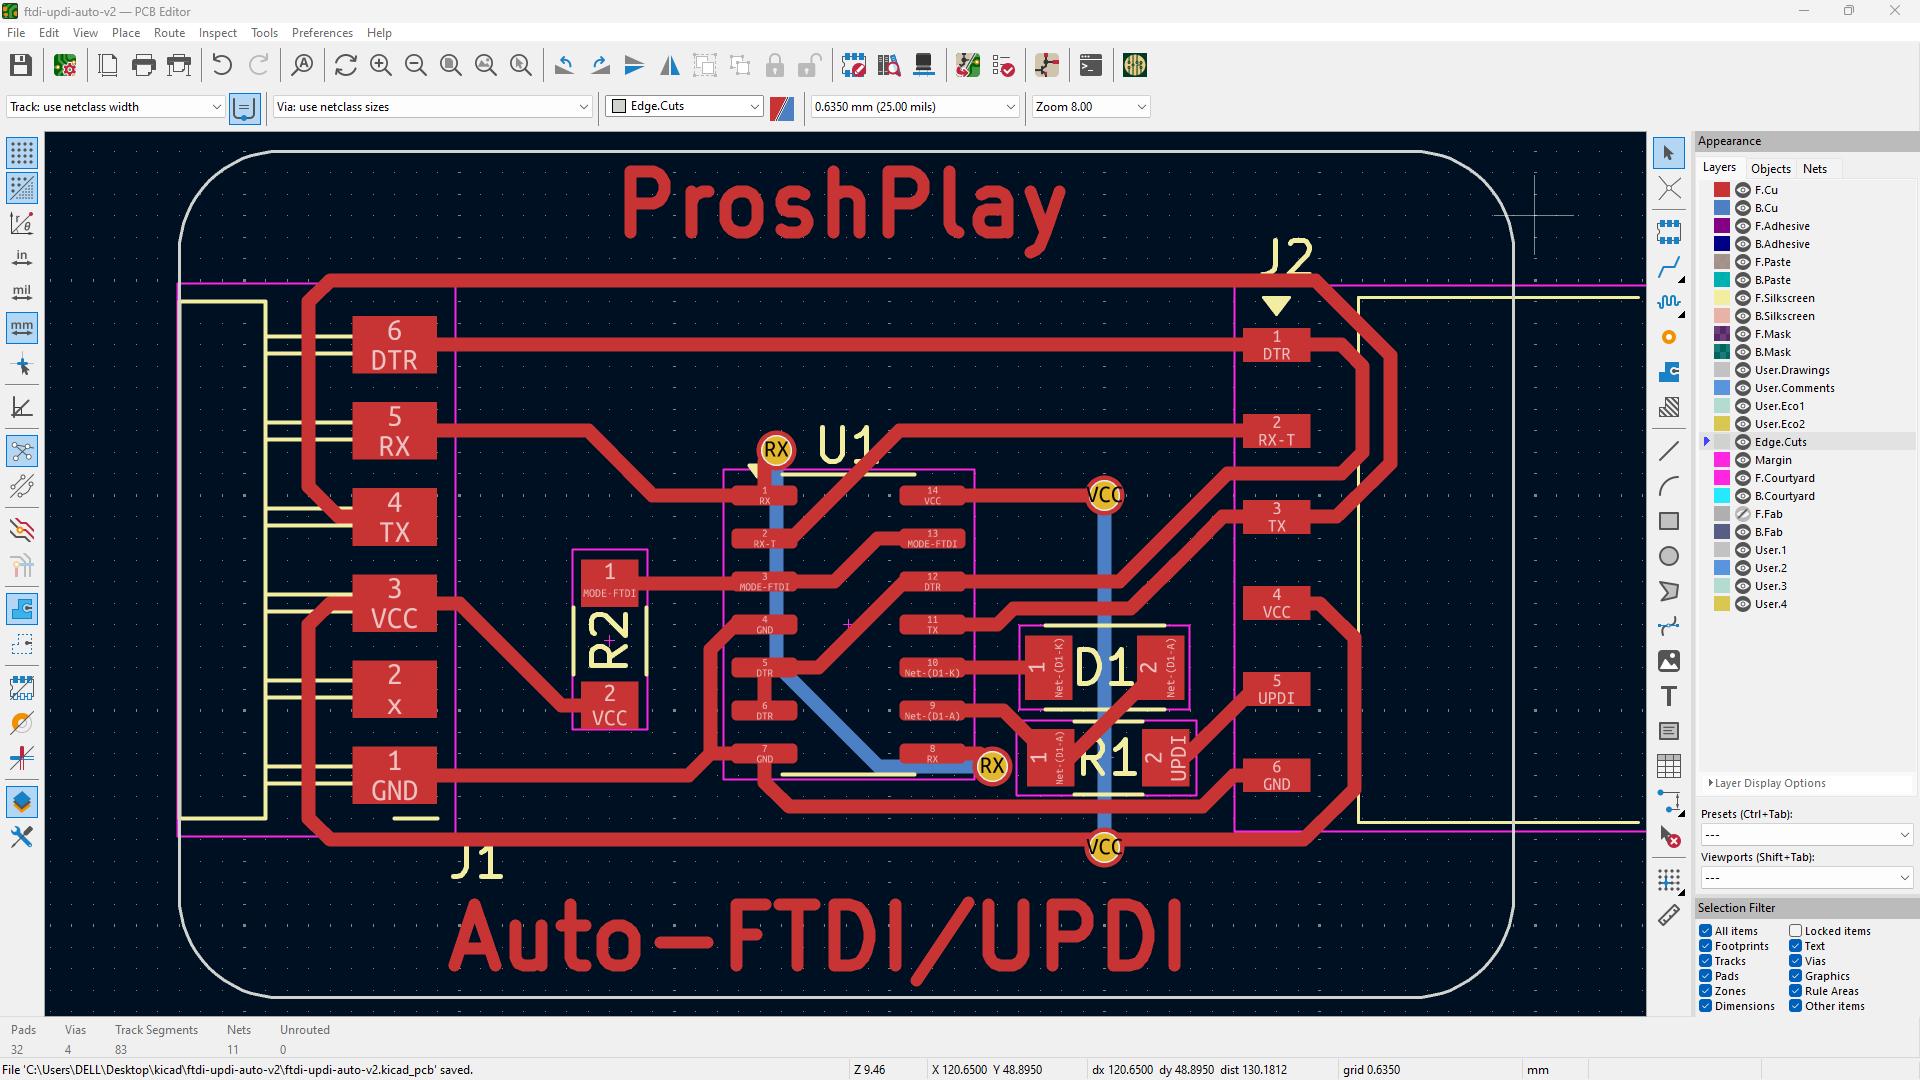 ftdi-updi-auto-v2 — PCB Editor
File Edit View Place Route Inspect Tools Preferences Help
Track: use netclass width
Via: use netclass sizes
Edge.Cuts
0.6350 mm (25.00 mils)
Zoom 8.00
in
mil
mm
ProshPlay
J2
6
DTR
5
RX
4
TX
3
VCC
2
x
1
GND
J1
1
MODE-FTDI
R2
2
VCC
RX
U1
1
RX
2
RX-T
3
MODE-FTDI
4
GND
5
DTR
6
DTR
7
GND
14
VCC
13
MODE-FTDI
12
DTR
11
TX
10
Net-(D1-K)
9
Net-(D1-A)
8
RX
RX
VCC
1
Net-(D1-K)
D1
2
Net-(D1-A)
1
Net-(D1-A)
R1
2
UPDI
VCC
1
DTR
2
RX-T
3
TX
4
VCC
5
UPDI
6
GND
Auto-FTDI/UPDI
Appearance
Layers Objects Nets
F.Cu
B.Cu
F.Adhesive
B.Adhesive
F.Paste
B.Paste
F.Silkscreen
B.Silkscreen
F.Mask
B.Mask
User.Drawings
User.Comments
User.Eco1
User.Eco2
Edge.Cuts
Margin
F.Courtyard
B.Courtyard
F.Fab
B.Fab
User.1
User.2
User.3
User.4
Layer Display Options
Presets (Ctrl+Tab):
---
Viewports (Shift+Tab):
---
Selection Filter
All items Locked items
Footprints Text
Tracks Vias
Pads Graphics
Zones Rule Areas
Dimensions Other items
Pads Vias Track Segments Nets Unrouted
32 4 83 11 0
File 'C:\Users\DELL\Desktop\kicad\ftdi-updi-auto-v2\ftdi-updi-auto-v2.kicad_pcb' saved.
Z 9.46
X 120.6500 Y 48.8950
dx 120.6500 dy 48.8950 dist 130.1812
grid 0.6350
mm